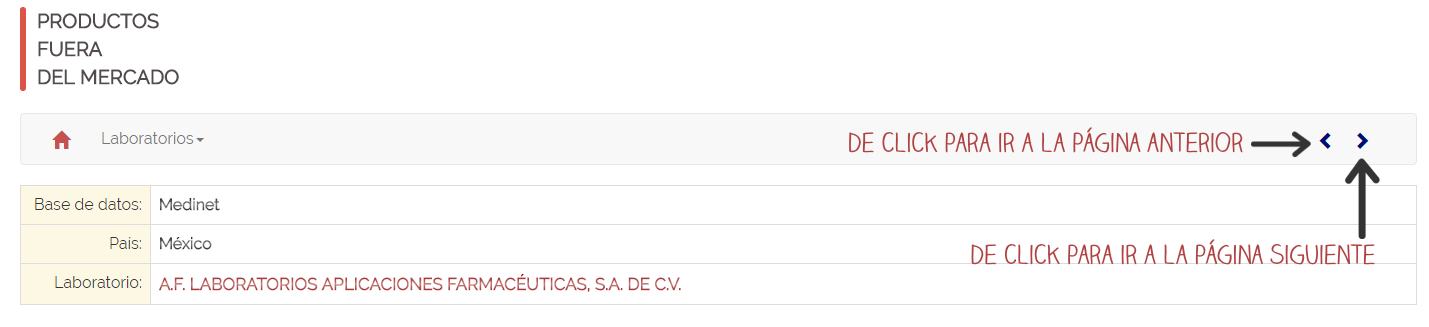 PRODUCTOS
FUERA
DEL MERCADO
Laboratorios
DE CLICK PARA IR A LA PÁGINA ANTERIOR
Base de datos: Medinet
País: México
DE CLICK PARA IR A LA PÁGINA SIGUIENTE
Laboratorio: A.F. LABORATORIOS APLICACIONES FARMACÉUTICAS, S.A. DE C.V.